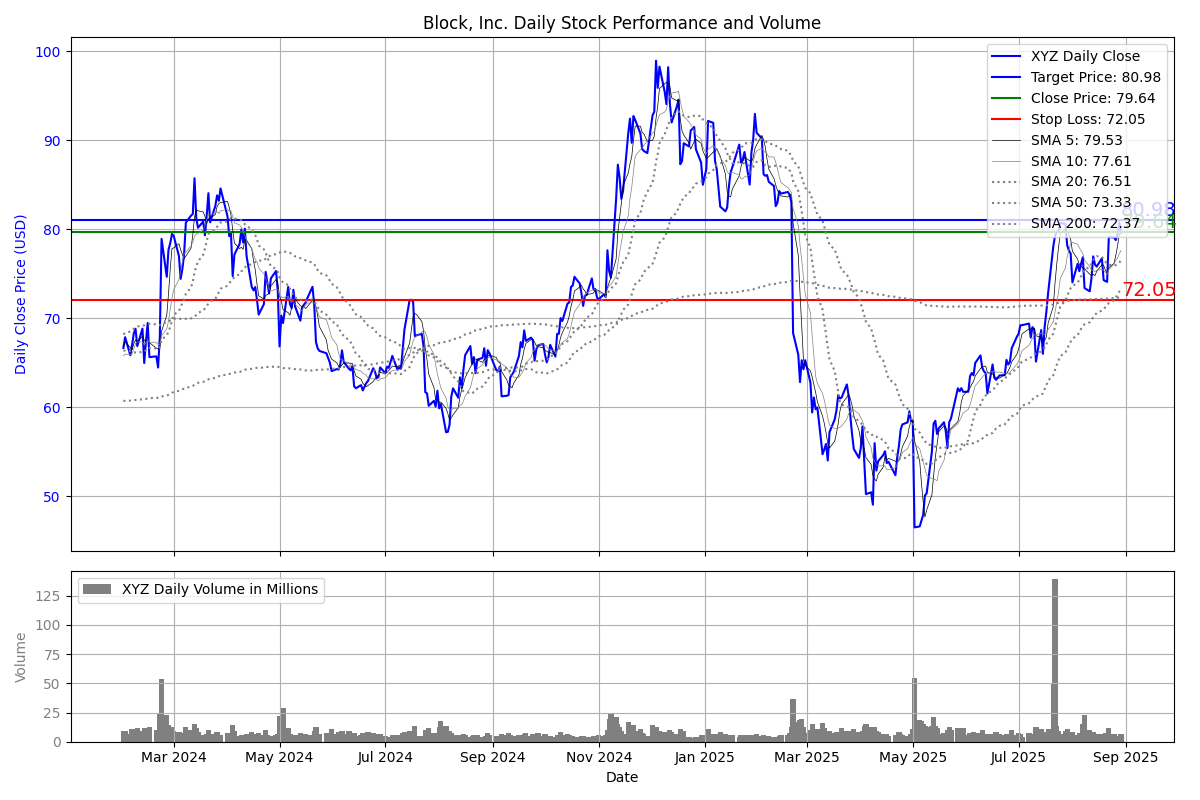 Block, Inc. Daily Stock Performance and Volume
Daily Close Price (USD)
100
90
80
70
60
50
XYZ Daily Close
Target Price: 80.98
Close Price: 79.64
Stop Loss: 72.05
SMA 5: 79.53
SMA 10: 77.61
SMA 20: 76.51
SMA 50: 73.33
SMA 200: 72.37
80.98
79.64
72.05
Volume
125
100
75
50
25
0
XYZ Daily Volume in Millions
Mar 2024 May 2024 Jul 2024 Sep 2024 Nov 2024 Jan 2025 Mar 2025 May 2025 Jul 2025 Sep 2025
Date